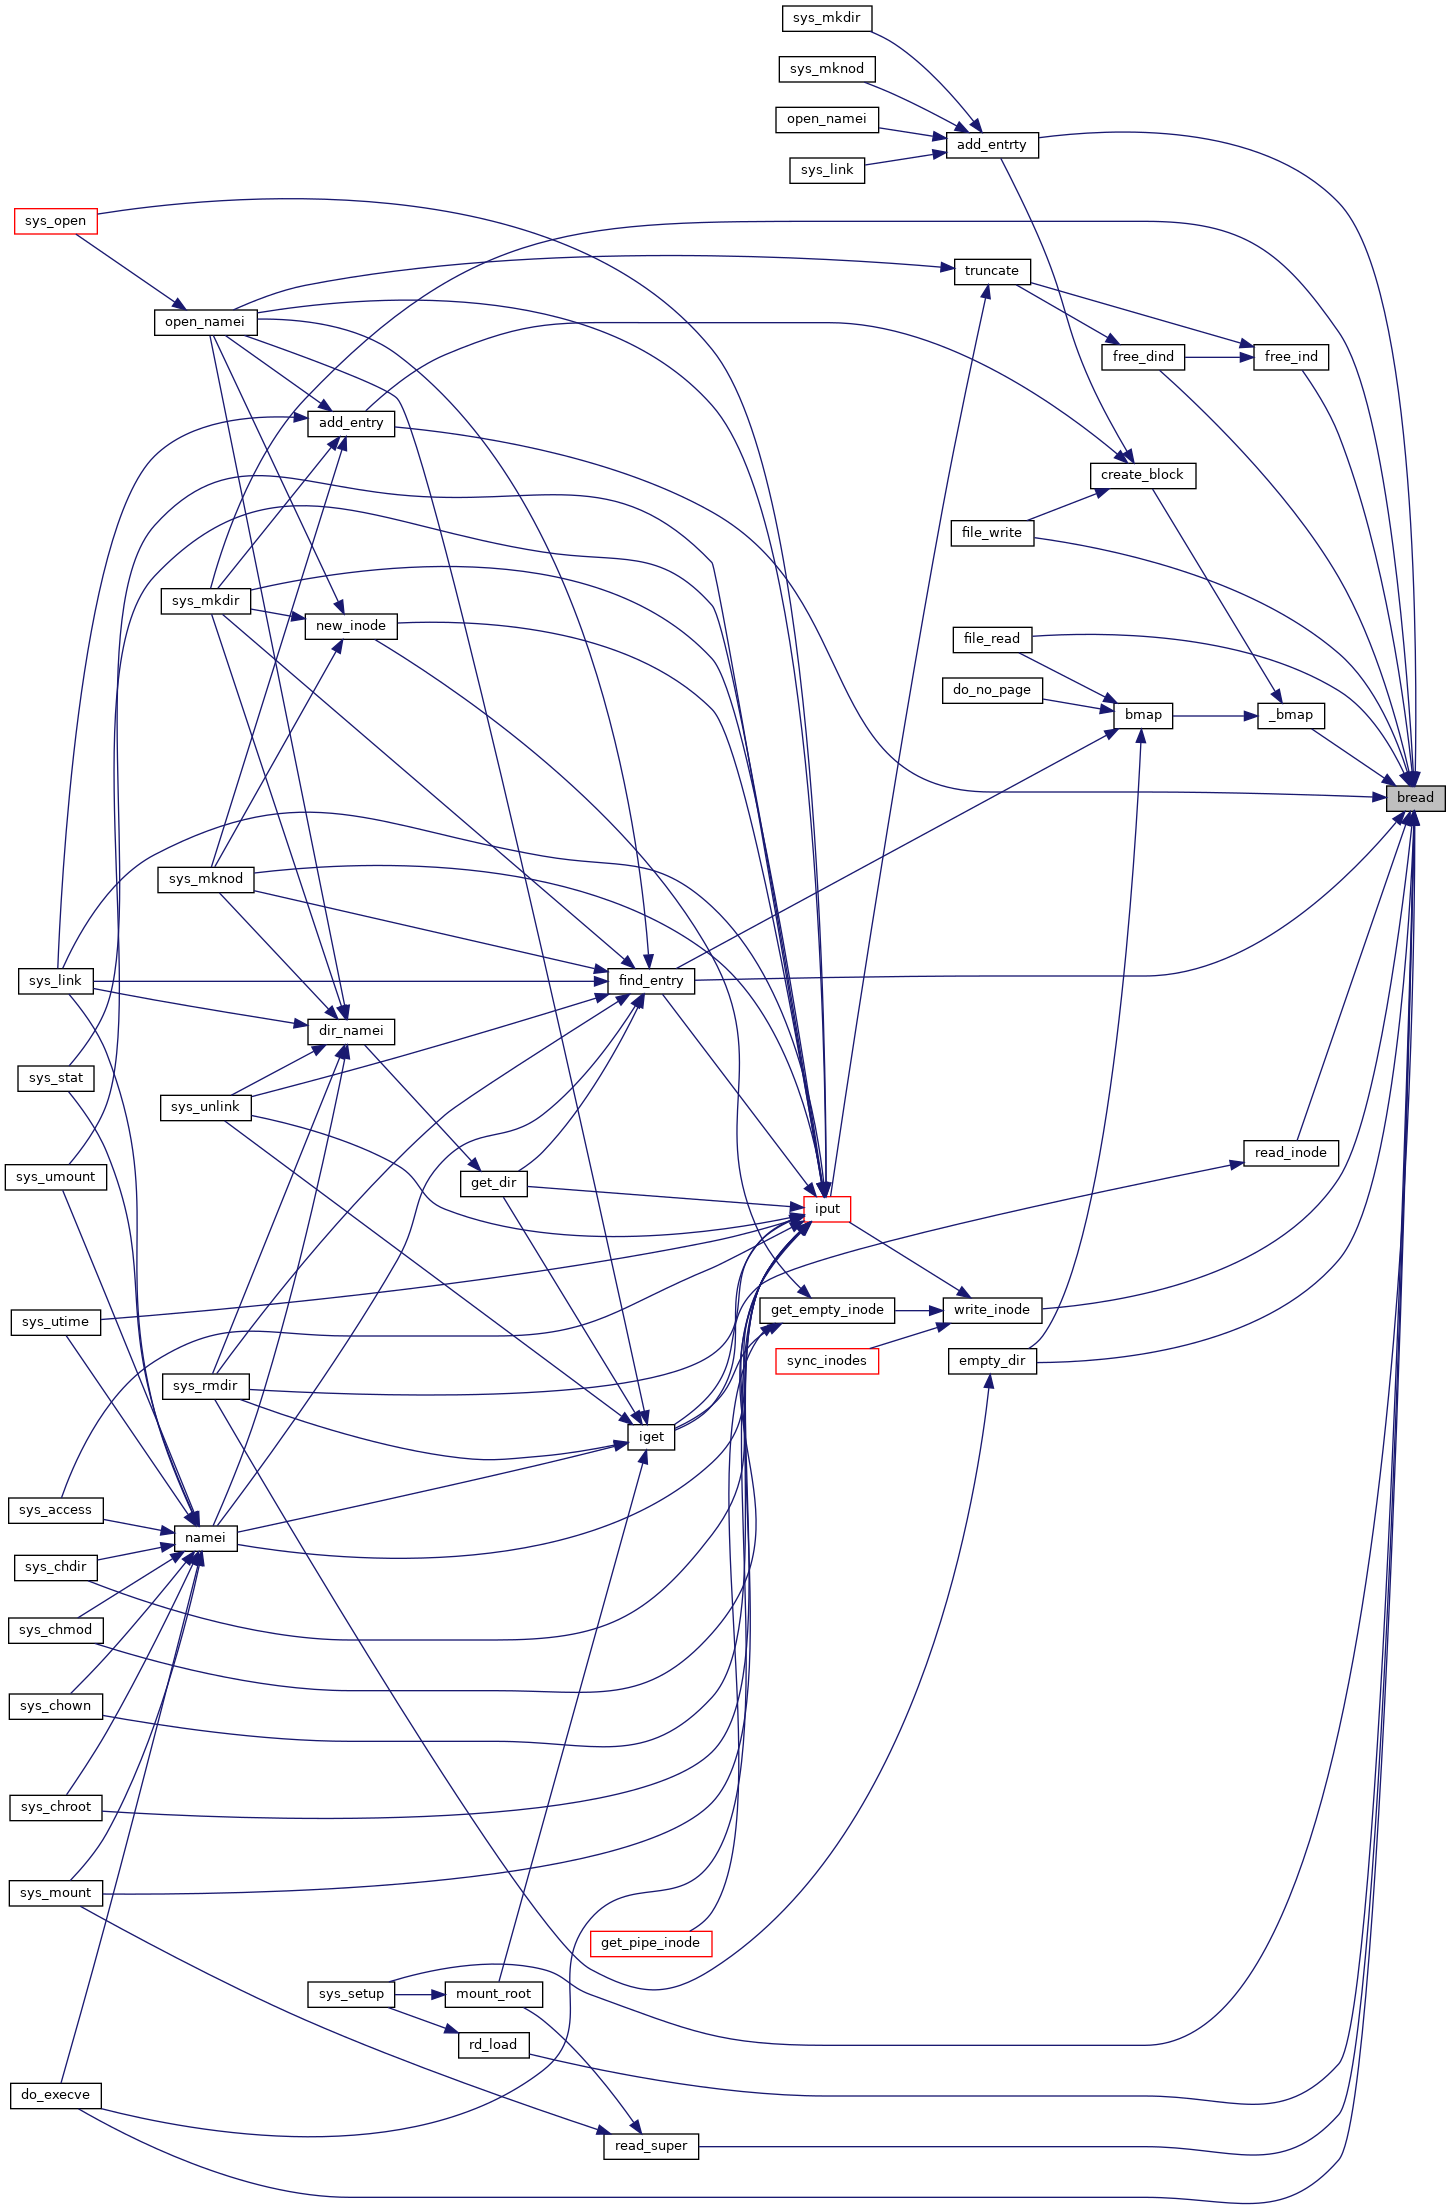 sys_mkdir
sys_mknod
open_namei
add_entrty
sys_link
sys_open
truncate
open_namei
free_dind
free_ind
add_entry
create_block
file_write
sys_mkdir
new_inode
file_read
do_no_page
bmap
_bmap
bread
sys_mknod
sys_link
find_entry
dir_namei
sys_stat
sys_unlink
read_inode
sys_umount
get_dir
iput
get_empty_inode
write_inode
sys_utime
sync_inodes
empty_dir
sys_rmdir
iget
sys_access
namei
sys_chdir
sys_chmod
sys_chown
sys_chroot
sys_mount
get_pipe_inode
sys_setup
mount_root
rd_load
do_execve
read_super